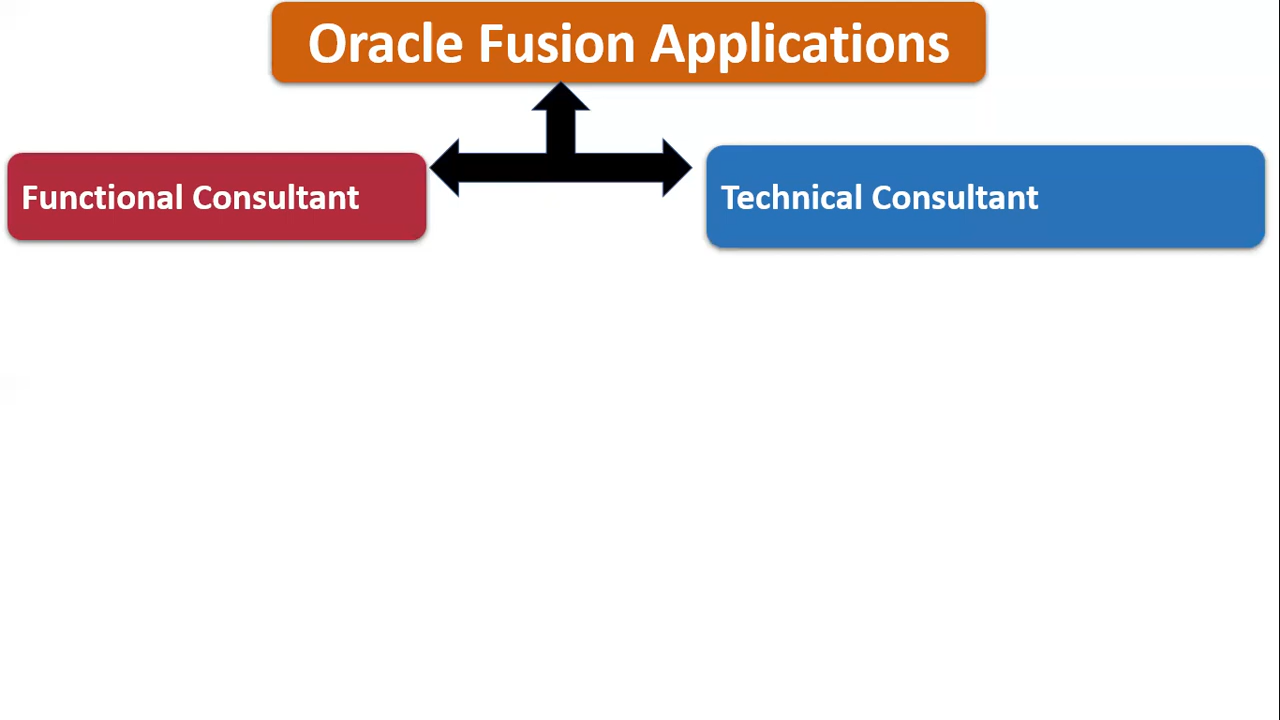 Oracle Fusion Applications
Functional Consultant
Technical Consultant